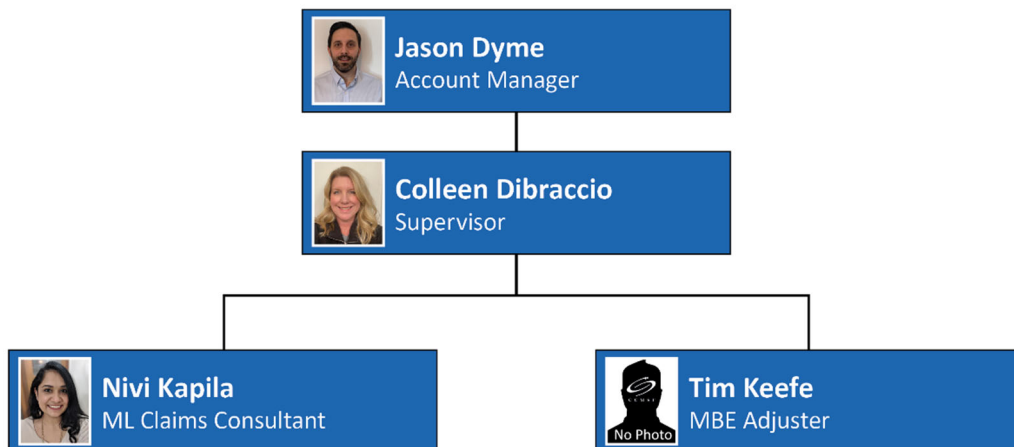 Jason Dyme
Account Manager
Colleen Dibraccio
Supervisor
Nivi Kapila
ML Claims Consultant
Tim Keefe
MBE Adjuster
No Photo